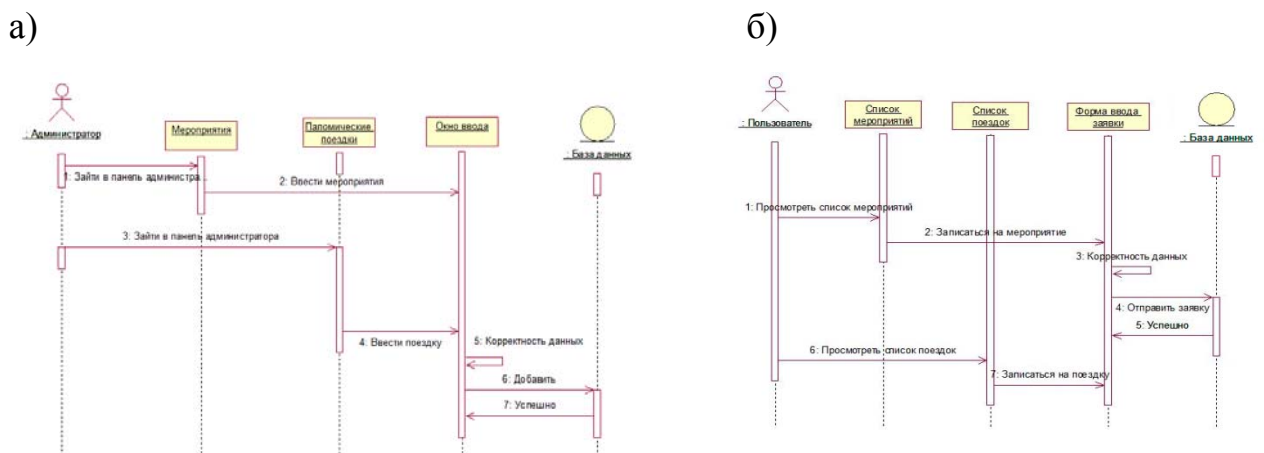 а)
б)
: Администратор
Мероприятия
Паломические
поездки
Окно ввода
: База данных
1: Зайти в панель администра...
2: Ввести мероприятия
3: Зайти в панель администратора
4: Ввести поездку
5: Корректность данных
6: Добавить
7: Успешно
: Пользователь
Список
мероприятий
Список
поездок
Форма ввода
заявки
: База данных
1: Просмотреть список мероприятий
2: Записаться на мероприятие
3: Корректность данных
4: Отправить заявку
5: Успешно
6: Просмотреть список поездок
7: Записаться на поездку